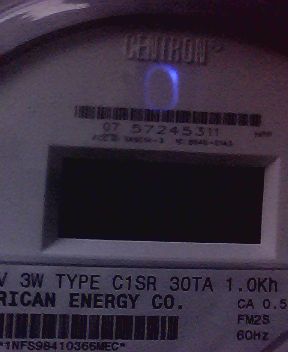 CENTRON
07 57245311
V 3W TYPE C1SR 30TA 1.0Kh
RICAN ENERGY CO.
CA 0.5
FM2S
60Hz
*1NFS98410366MEC*